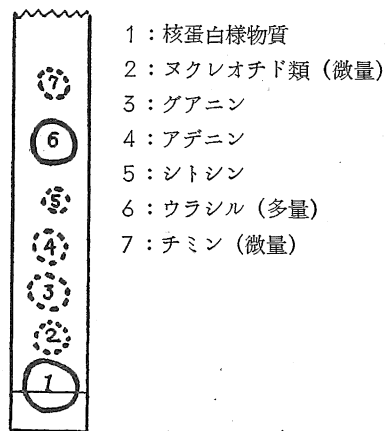 7
6
5
4
3
2
1
1：核蛋白様物質
2：ヌクレオチド類（微量）
3：グアニン
4：アデニン
5：シトシン
6：ウラシル（多量）
7：チミン（微量）